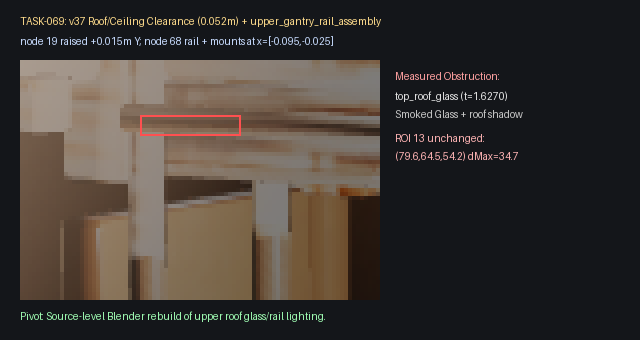 TASK-069: v37 Roof/Ceiling Clearance (0.052m) + upper_gantry_rail_assembly
node 19 raised +0.015m Y; node 68 rail + mounts at x=[-0.095,-0.025]
Measured Obstruction:
top_roof_glass (t=1.6270)
Smoked Glass + roof shadow
ROI 13 unchanged:
(79.6,64.5,54.2) dMax=34.7
Pivot: Source-level Blender rebuild of upper roof glass/rail lighting.